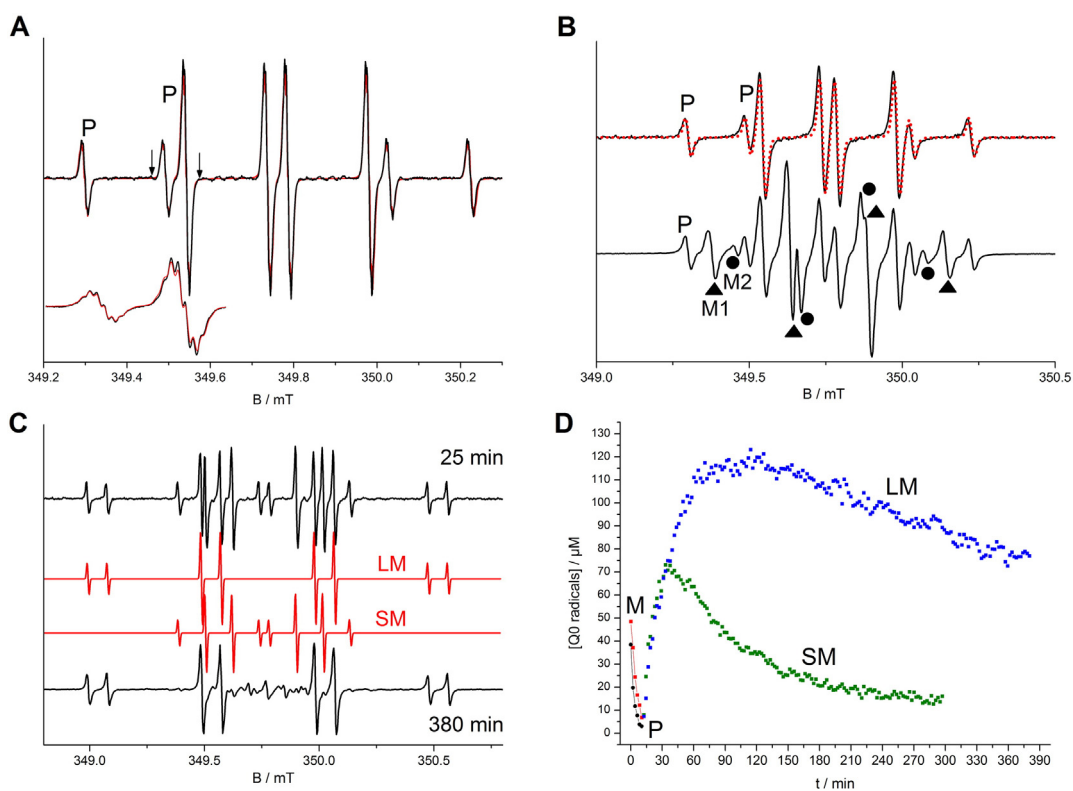 A
P
P
349.2 349.4 349.6 349.8 350.0 350.2
B / mT
B
P
P
P
M1
M2
349.0 349.5 350.0 350.5
B / mT
C
25 min
LM
SM
380 min
349.0 349.5 350.0 350.5
B / mT
D
[Q0 radicals] / µM
130
120
110
100
90
80
70
60
50
40
30
20
10
0
M
P
LM
SM
0 30 60 90 120 150 180 210 240 270 300 330 360 390
t / min